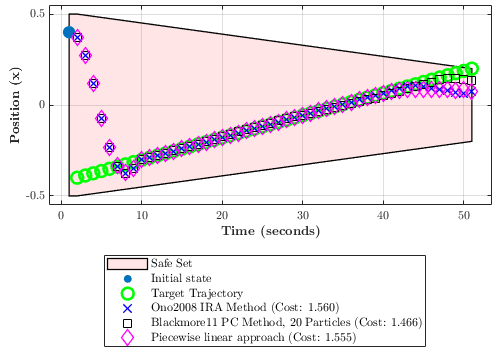 0.5
0
-0.5
Position (x)
0
10
20
30
40
50
Time (seconds)
Safe Set
Initial state
Target Trajectory
Ono2008 IRA Method (Cost: 1.560)
Blackmore11 PC Method, 20 Particles (Cost: 1.466)
Piecewise linear approach (Cost: 1.555)